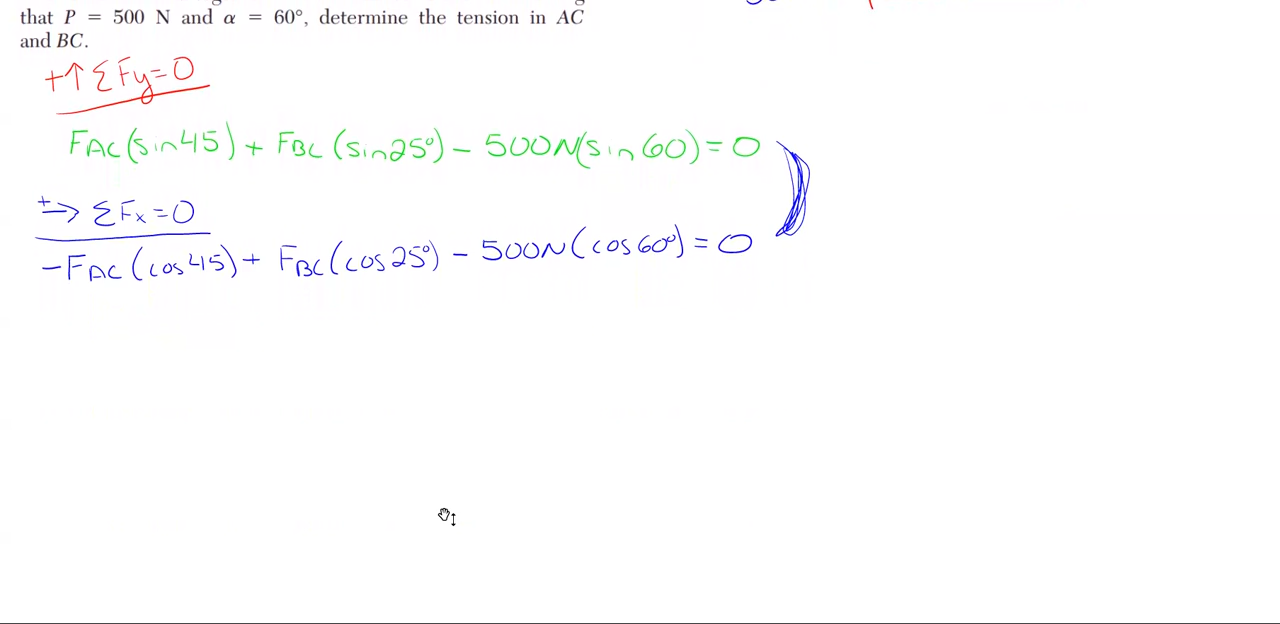 that P = 500 N and α = 60°, determine the tension in AC
and BC.
+↑ ΣFy=0
FAC(sin45) + FBC(sin25°) – 500N(sin60) = 0
+→ ΣFx=0
–FAC(cos45) + FBC(cos25°) – 500N(cos60°) = 0